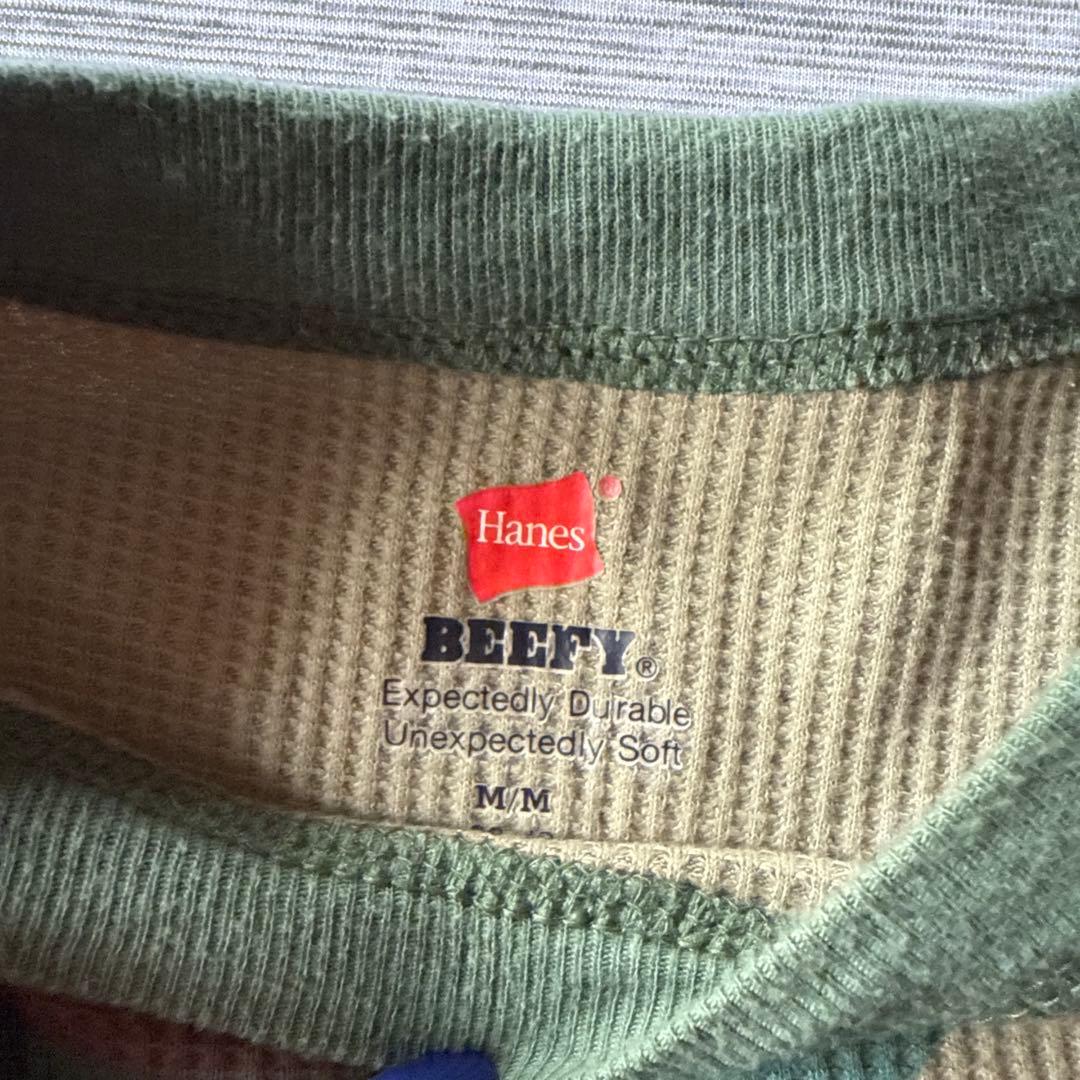 Hanes®
BEEFY®
Expectedly Durable
Unexpectedly Soft
M/M